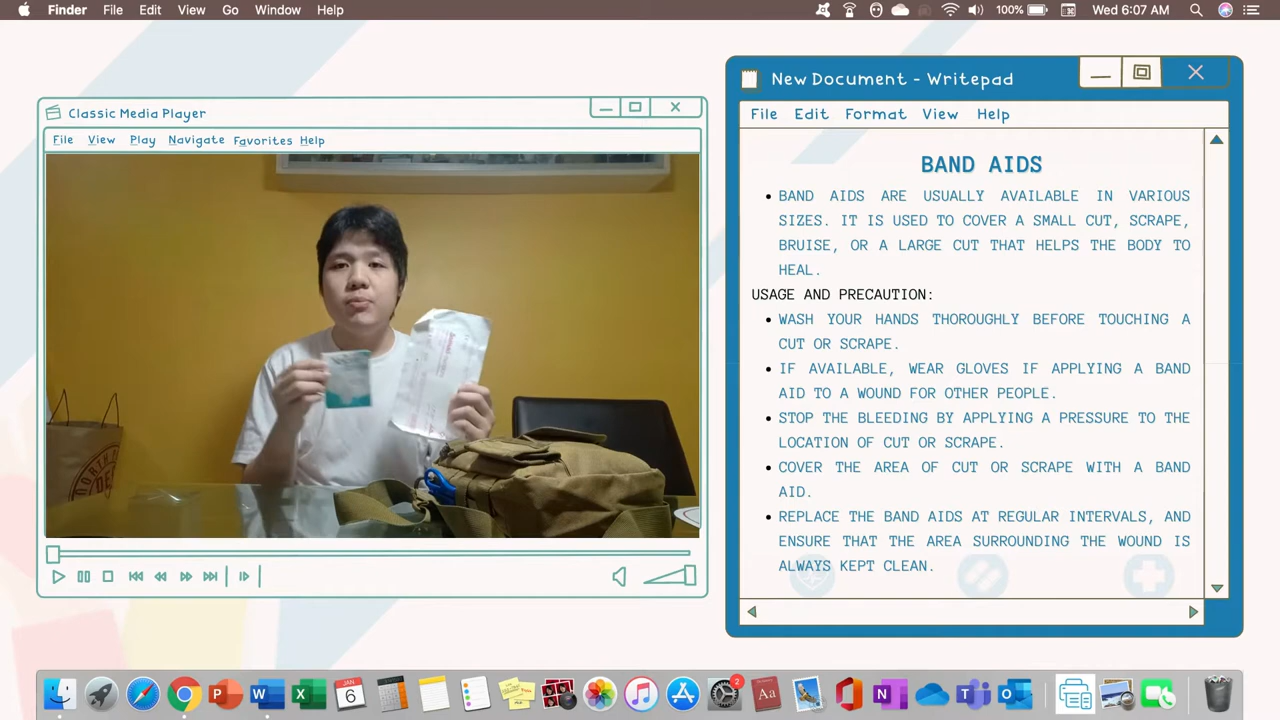 Finder File Edit View Go Window Help 100% Wed 6:07 AM
Classic Media Player
File View Play Navigate Favorites Help
New Document - Writepad
File Edit Format View Help
BAND AIDS
BAND AIDS ARE USUALLY AVAILABLE IN VARIOUS
SIZES. IT IS USED TO COVER A SMALL CUT, SCRAPE,
BRUISE, OR A LARGE CUT THAT HELPS THE BODY TO
HEAL.
USAGE AND PRECAUTION:
WASH YOUR HANDS THOROUGHLY BEFORE TOUCHING A
CUT OR SCRAPE.
IF AVAILABLE, WEAR GLOVES IF APPLYING A BAND
AID TO A WOUND FOR OTHER PEOPLE.
STOP THE BLEEDING BY APPLYING A PRESSURE TO THE
LOCATION OF CUT OR SCRAPE.
COVER THE AREA OF CUT OR SCRAPE WITH A BAND
AID.
REPLACE THE BAND AIDS AT REGULAR INTERVALS, AND
ENSURE THAT THE AREA SURROUNDING THE WOUND IS
ALWAYS KEPT CLEAN.
JAN
6
2
Aa